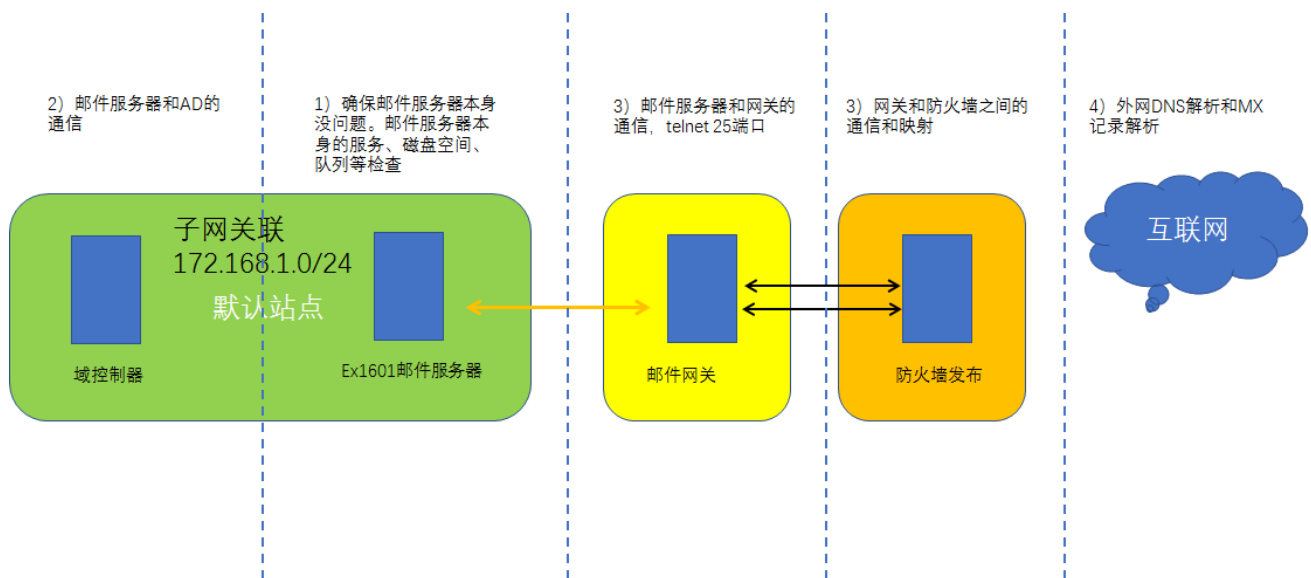 2）邮件服务器和AD的
通信
1）确保邮件服务器本身
没问题。邮件服务器本
身的服务、磁盘空间、
队列等检查
3）邮件服务器和网关的
通信，telnet 25端口
3）网关和防火墙之间的
通信和映射
4）外网DNS解析和MX
记录解析
子网关联
172.168.1.0/24
默认站点
域控制器
Ex1601邮件服务器
邮件网关
防火墙发布
互联网